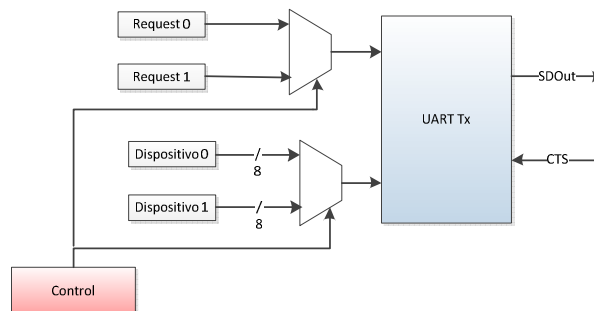 Request 0
Request 1
UART Tx
SDOut
CTS
Dispositivo 0
8
Dispositivo 1
8
Control